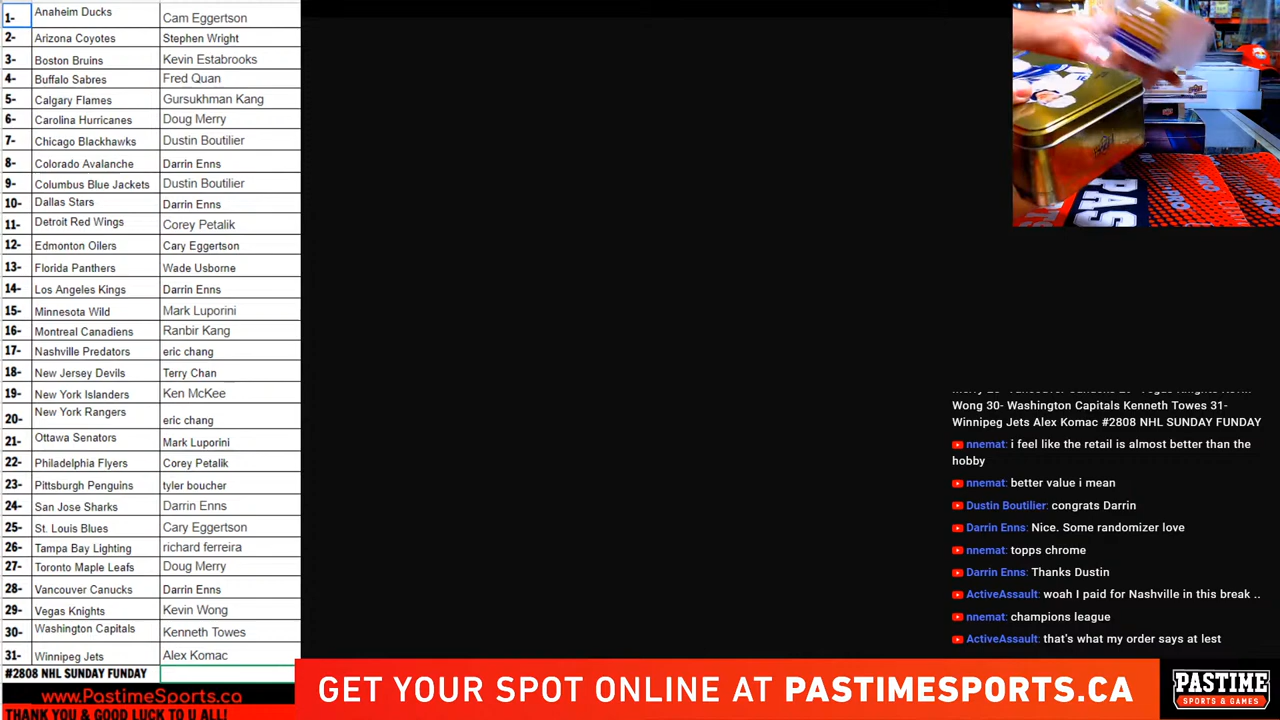 1- Anaheim Ducks Cam Eggertson
2- Arizona Coyotes Stephen Wright
3- Boston Bruins Kevin Estabrooks
4- Buffalo Sabres Fred Quan
5- Calgary Flames Gursukhman Kang
6- Carolina Hurricanes Doug Merry
7- Chicago Blackhawks Dustin Boutilier
8- Colorado Avalanche Darrin Enns
9- Columbus Blue Jackets Dustin Boutilier
10- Dallas Stars Darrin Enns
11- Detroit Red Wings Corey Petalik
12- Edmonton Oilers Cary Eggertson
13- Florida Panthers Wade Usborne
14- Los Angeles Kings Darrin Enns
15- Minnesota Wild Mark Luporini
16- Montreal Canadiens Ranbir Kang
17- Nashville Predators eric chang
18- New Jersey Devils Terry Chan
19- New York Islanders Ken McKee
20- New York Rangers eric chang
21- Ottawa Senators Mark Luporini
22- Philadelphia Flyers Corey Petalik
23- Pittsburgh Penguins tyler boucher
24- San Jose Sharks Darrin Enns
25- St. Louis Blues Cary Eggertson
26- Tampa Bay Lighting richard ferreira
27- Toronto Maple Leafs Doug Merry
28- Vancouver Canucks Darrin Enns
29- Vegas Knights Kevin Wong
30- Washington Capitals Kenneth Towes
31- Winnipeg Jets Alex Komac
#2808 NHL SUNDAY FUNDAY
www.PastimeSports.ca
THANK YOU & GOOD LUCK TO U ALL!
PAS
PRO
Wong 30- Washington Capitals Kenneth Towes 31-
Winnipeg Jets Alex Komac #2808 NHL SUNDAY FUNDAY
nnemat: i feel like the retail is almost better than the
hobby
nnemat: better value i mean
Dustin Boutilier: congrats Darrin
Darrin Enns: Nice. Some randomizer love
nnemat: topps chrome
Darrin Enns: Thanks Dustin
ActiveAssault: woah I paid for Nashville in this break ..
nnemat: champions league
ActiveAssault: that's what my order says at lest
GET YOUR SPOT ONLINE AT PASTIMESPORTS.CA
PASTIME
SPORTS & GAMES